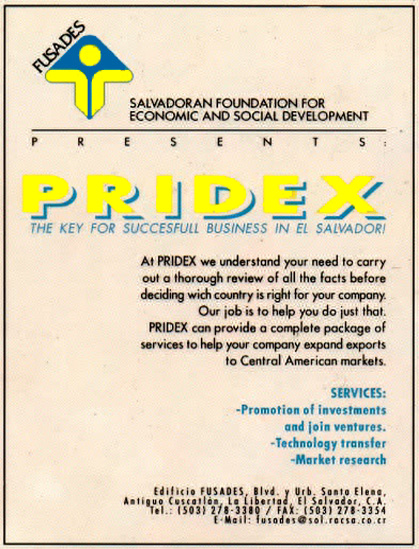 FUSADES
SALVADORAN FOUNDATION FOR
ECONOMIC AND SOCIAL DEVELOPMENT
P R E S E N T S :
PRIDEX
THE KEY FOR SUCCESFULL BUSINESS IN EL SALVADOR!
At PRIDEX we understand your need to carry
out a thorough review of all the facts before
deciding wich country is right for your company.
Our job is to help you do just that.
PRIDEX can provide a complete package of
services to help your company expand exports
to Central American markets.
SERVICES:
-Promotion of investments
and join ventures.
-Technology transfer
-Market research
Edificio FUSADES, Blvd. y Urb. Santa Elena,
Antiguo Cuscatlán, La Libertad, El Salvador, C.A.
Tel.: (503) 278-3380 / FAX: (503) 278-3354
E-Mail: fusades@sol.racsa.co.cr